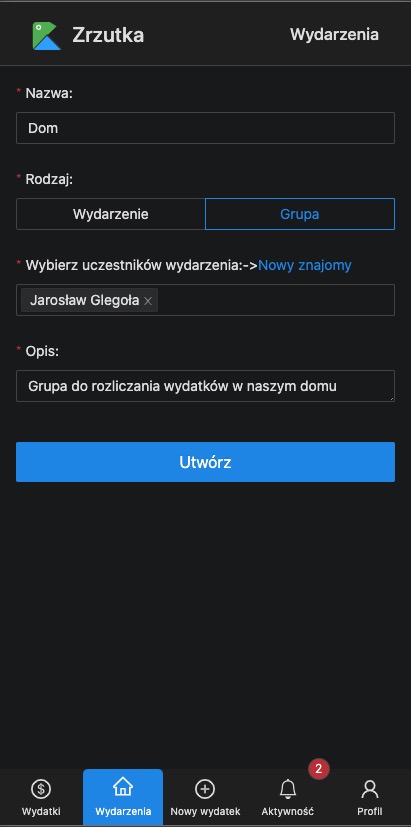 Zrzutka
Wydarzenia
* Nazwa:
Dom
* Rodzaj:
Wydarzenie
Grupa
* Wybierz uczestników wydarzenia:->Nowy znajomy
Jarosław Glegoła ×
* Opis:
Grupa do rozliczania wydatków w naszym domu
Utwórz
2
Wydatki
Wydarzenia
Nowy wydatek
Aktywność
Profil